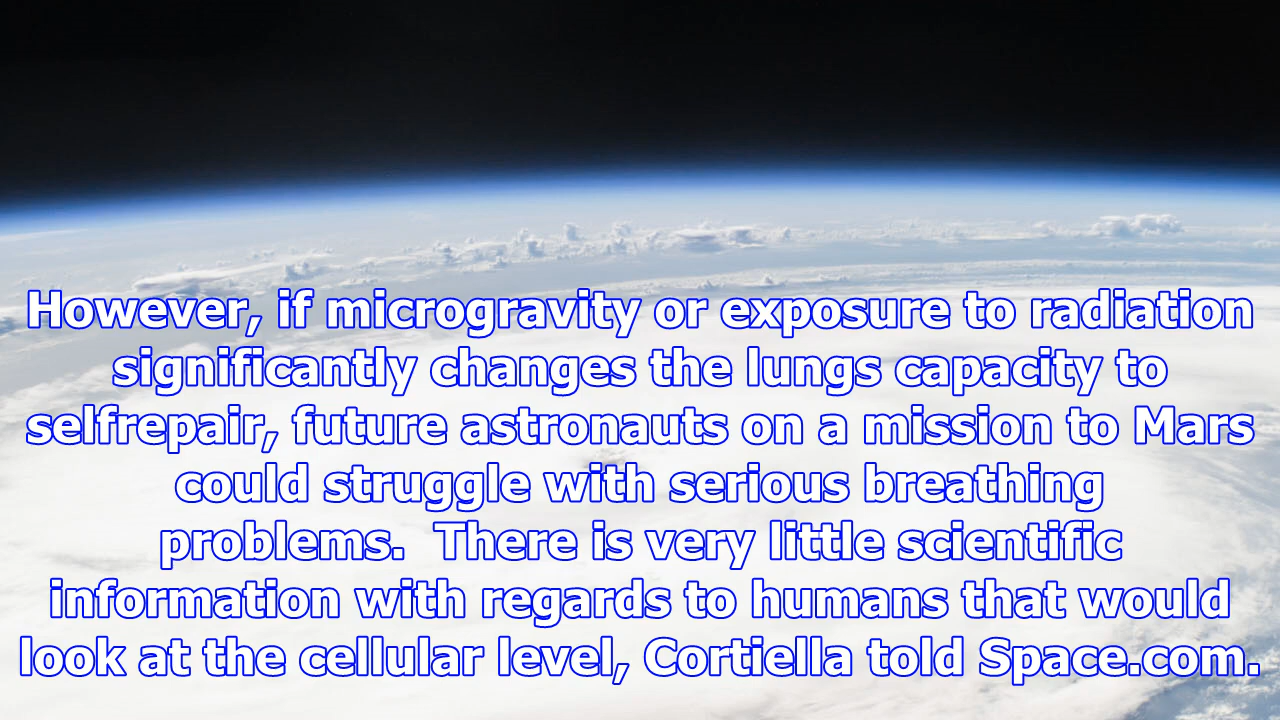 However, if microgravity or exposure to radiation
significantly changes the lungs capacity to
selfrepair, future astronauts on a mission to Mars
could struggle with serious breathing
problems.  There is very little scientific
information with regards to humans that would
look at the cellular level, Cortiella told Space.com.